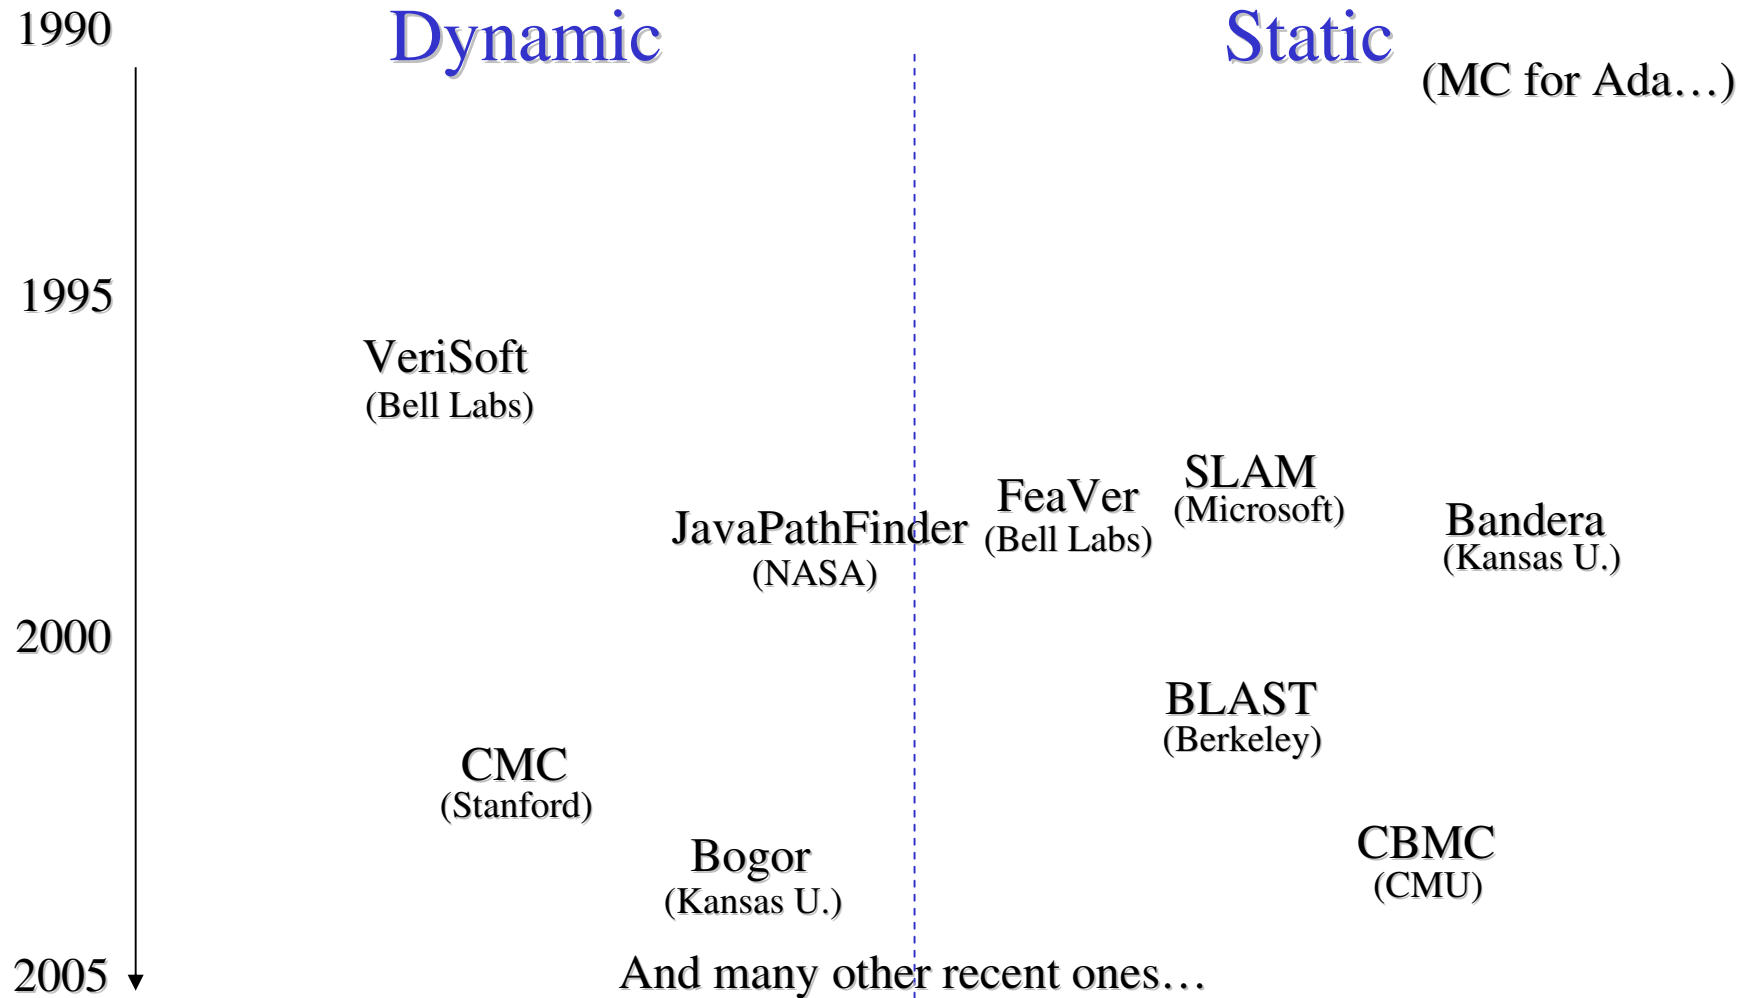 1990
Dynamic
Static
(MC for Ada…)
1995
VeriSoft
(Bell Labs)
JavaPathFinder
(NASA)
FeaVer
(Bell Labs)
SLAM
(Microsoft)
Bandera
(Kansas U.)
2000
BLAST
(Berkeley)
CMC
(Stanford)
Bogor
(Kansas U.)
CBMC
(CMU)
2005
And many other recent ones…